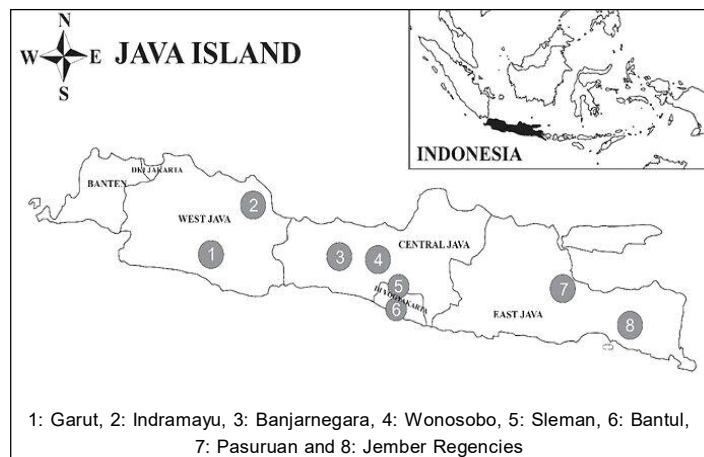 N
W E
S
JAVA ISLAND
INDONESIA
DKI JAKARTA
BANTEN
WEST JAVA
2
1
3
4
CENTRAL JAVA
5
DI YOGYAKARTA
6
7
EAST JAVA
8
1: Garut, 2: Indramayu, 3: Banjarnegara, 4: Wonosobo, 5: Sleman, 6: Bantul,
7: Pasuruan and 8: Jember Regencies